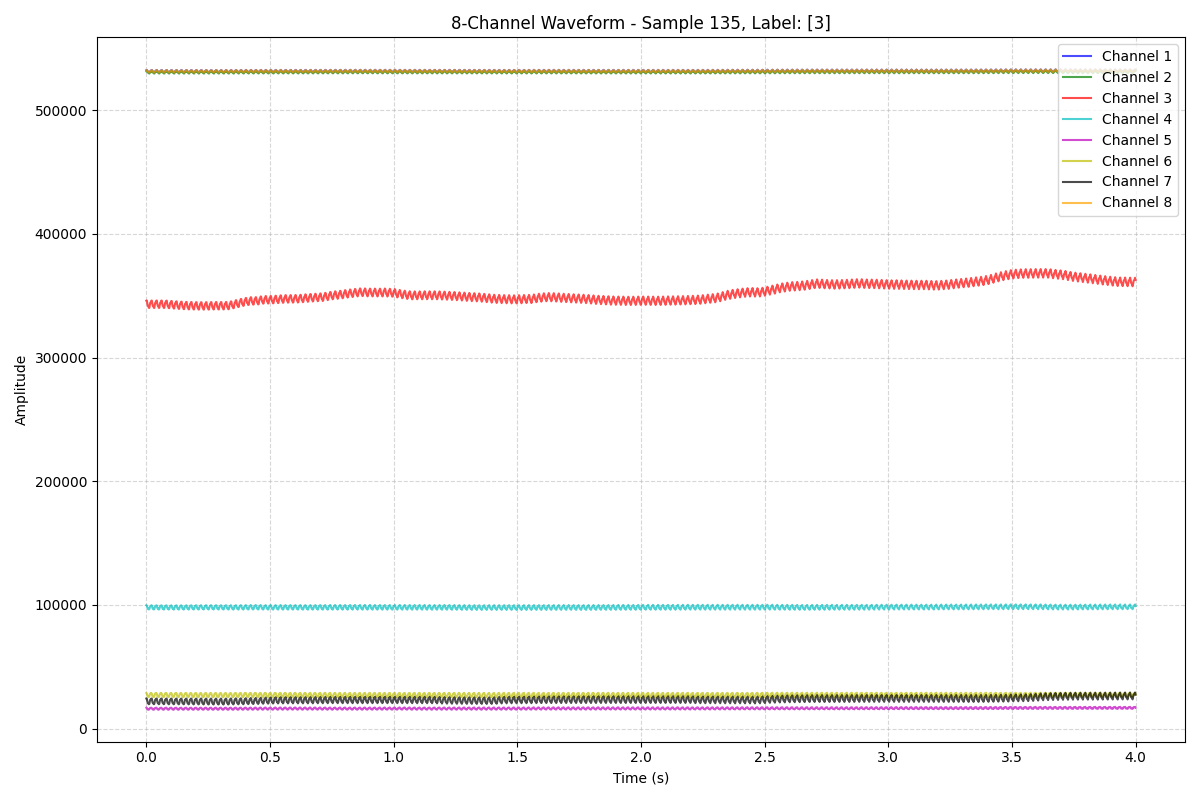 8-Channel Waveform - Sample 135, Label: [3]
Channel 1
Channel 2
Channel 3
Channel 4
Channel 5
Channel 6
Channel 7
Channel 8
Amplitude
500000
400000
300000
200000
100000
0
0.0 0.5 1.0 1.5 2.0 2.5 3.0 3.5 4.0
Time (s)